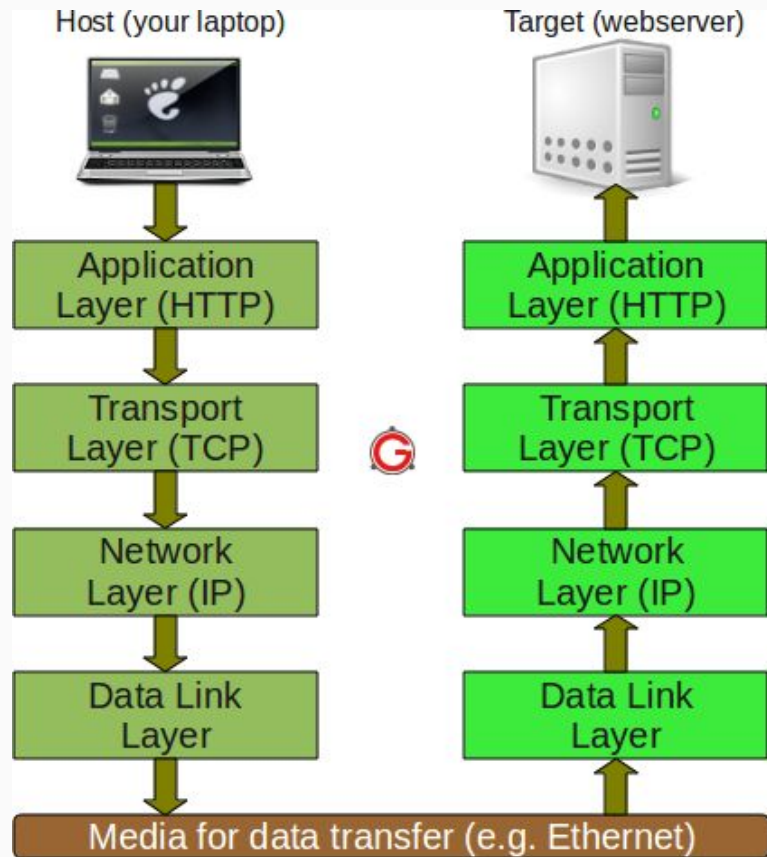 Host (your laptop)
Target (webserver)
Application
Layer (HTTP)
Application
Layer (HTTP)
Transport
Layer (TCP)
G
Transport
Layer (TCP)
Network
Layer (IP)
Network
Layer (IP)
Data Link
Layer
Data Link
Layer
Media for data transfer (e.g. Ethernet)